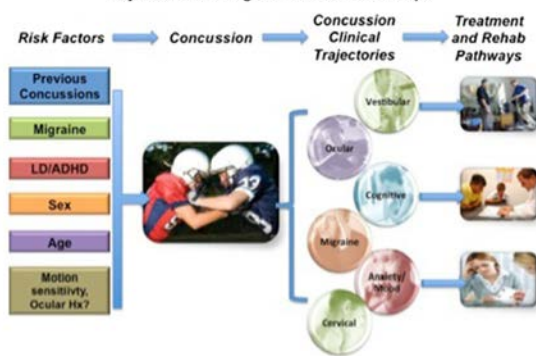 Risk Factors
Concussion
Concussion
Clinical
Trajectories
Treatment
and Rehab
Pathways
Previous
Concussions
Migraine
LD/ADHD
Sex
Age
Motion
sensitiivty,
Ocular Hx?
Vestibular
Ocular
Cognitive
Migraine
Anxiety/
Mood
Cervical